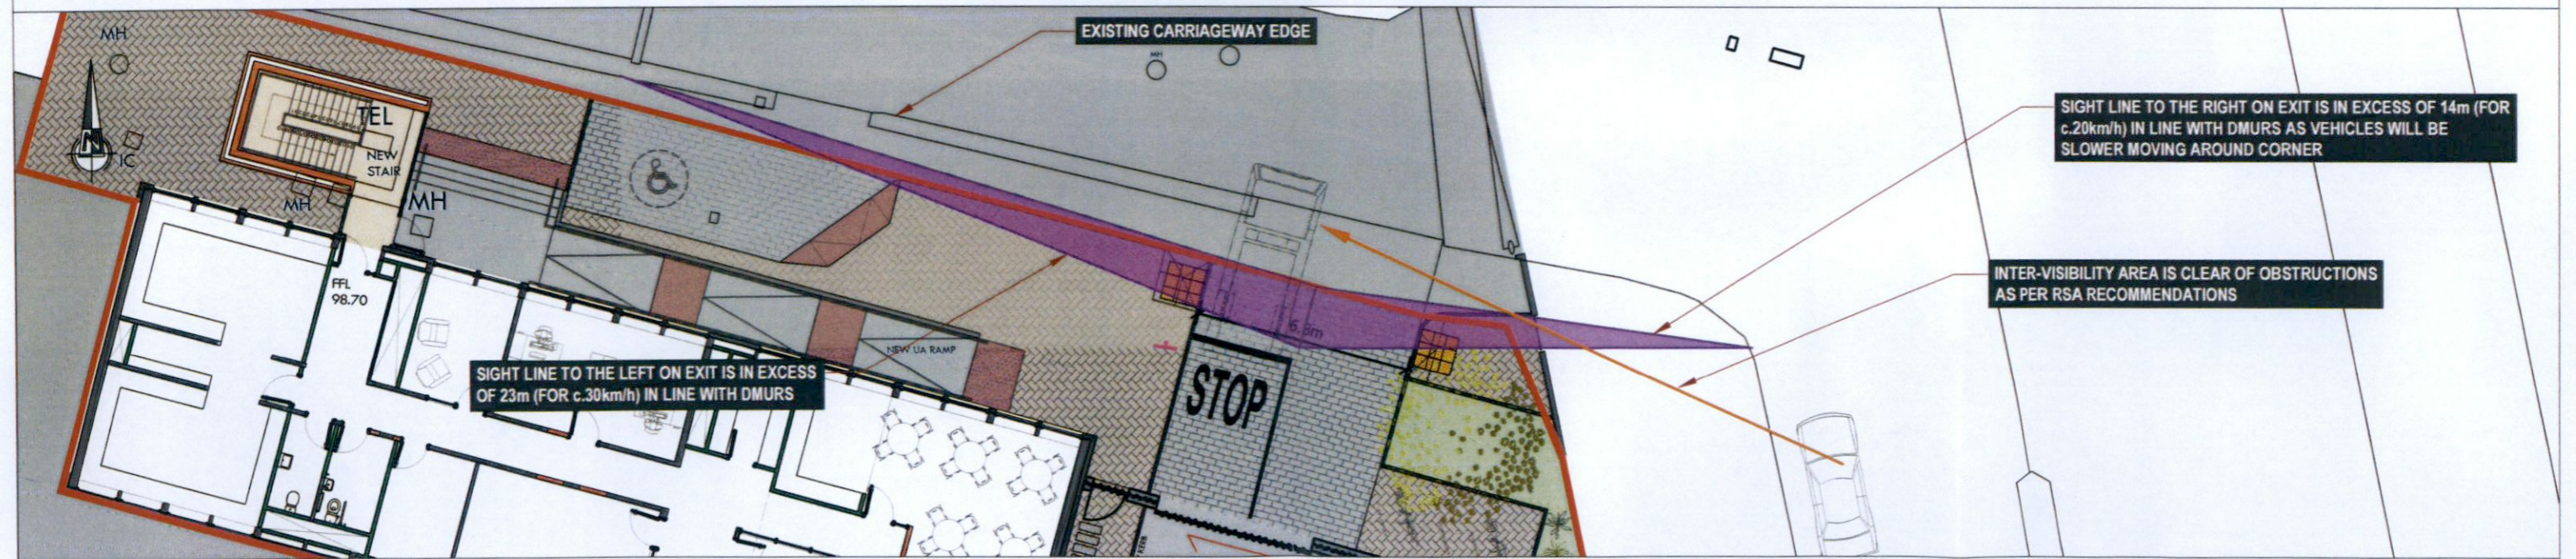 MH
EXISTING CARRIAGEWAY EDGE
MH
SIGHT LINE TO THE RIGHT ON EXIT IS IN EXCESS OF 14m (FOR
c.20km/h) IN LINE WITH DMURS AS VEHICLES WILL BE
SLOWER MOVING AROUND CORNER
TEL
N
IC
NEW
STAIR
MH
MH
FFL
98.70
INTER-VISIBILITY AREA IS CLEAR OF OBSTRUCTIONS
AS PER RSA RECOMMENDATIONS
NEW UA RAMP
SIGHT LINE TO THE LEFT ON EXIT IS IN EXCESS
OF 23m (FOR c.30km/h) IN LINE WITH DMURS
STOP